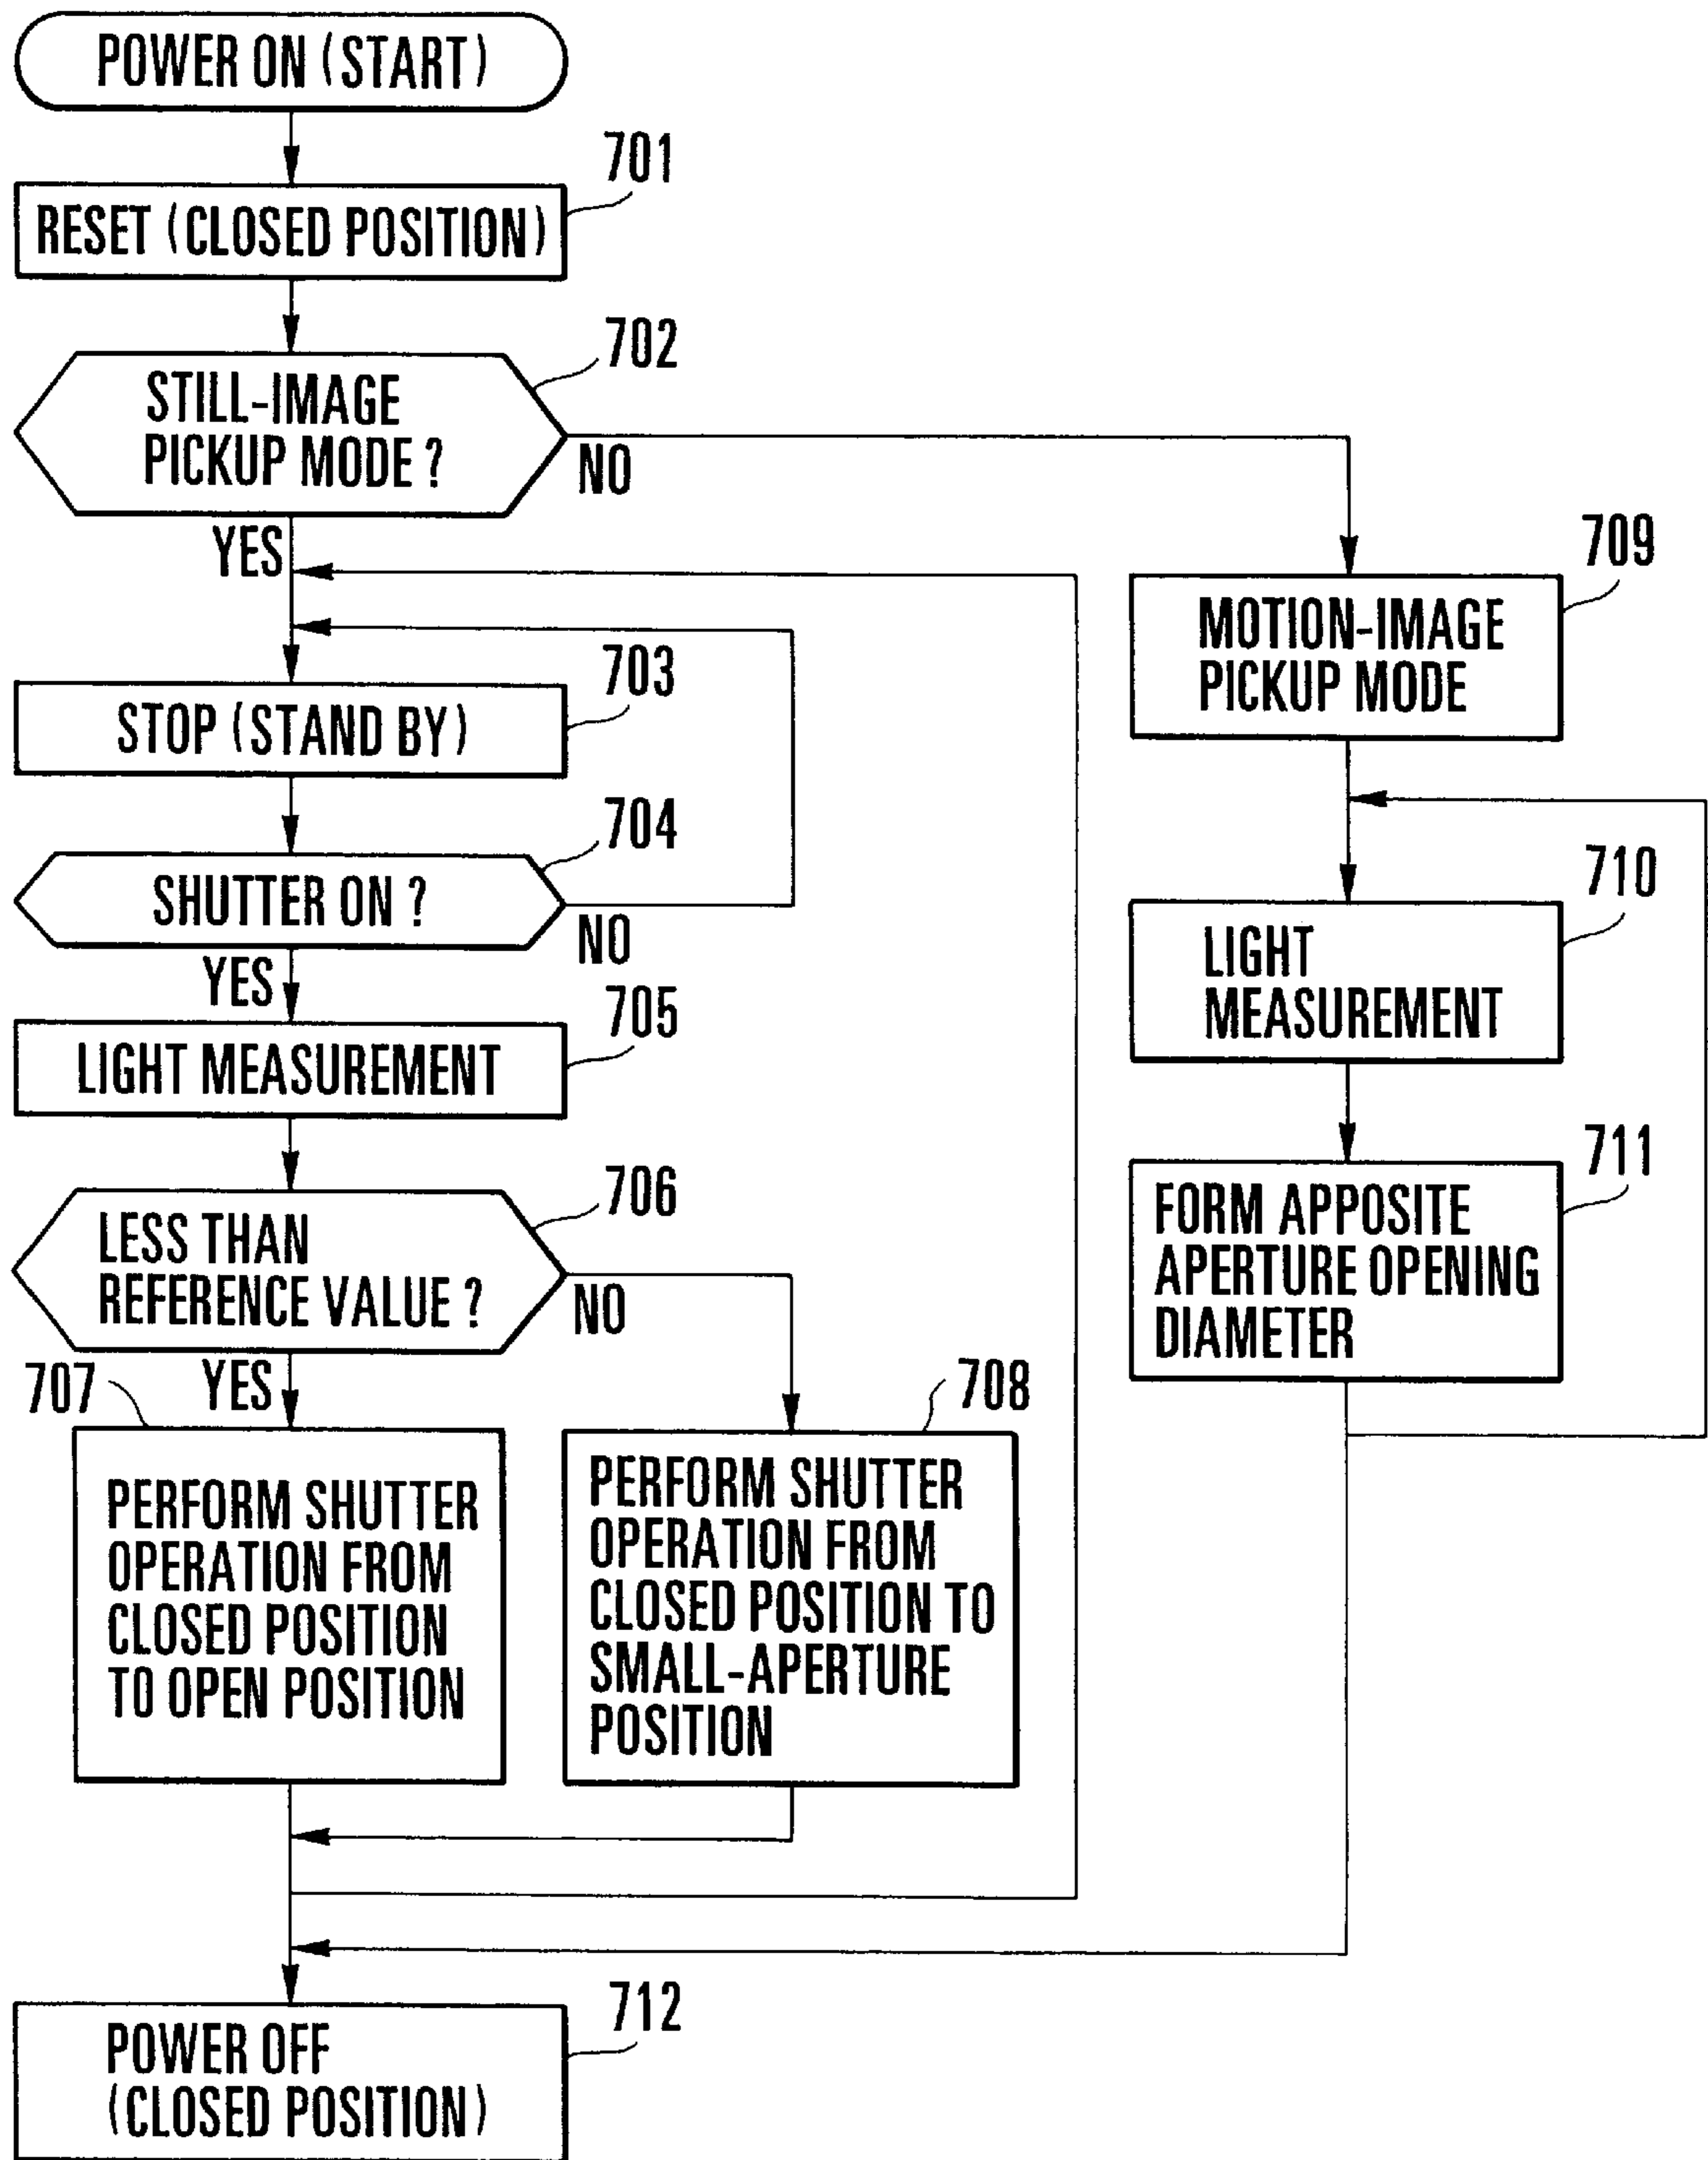 POWER ON (START)
701
RESET (CLOSED POSITION)
702
STILL-IMAGE
PICKUP MODE ?
NO
YES
709
MOTION-IMAGE
PICKUP MODE
703
STOP (STAND BY)
704
SHUTTER ON ?
NO
YES
710
LIGHT
MEASUREMENT
705
LIGHT MEASUREMENT
711
FORM APPOSITE
APERTURE OPENING
DIAMETER
706
LESS THAN
REFERENCE VALUE ?
NO
YES
707
PERFORM SHUTTER
OPERATION FROM
CLOSED POSITION
TO OPEN POSITION
708
PERFORM SHUTTER
OPERATION FROM
CLOSED POSITION TO
SMALL-APERTURE
POSITION
712
POWER OFF
(CLOSED POSITION)